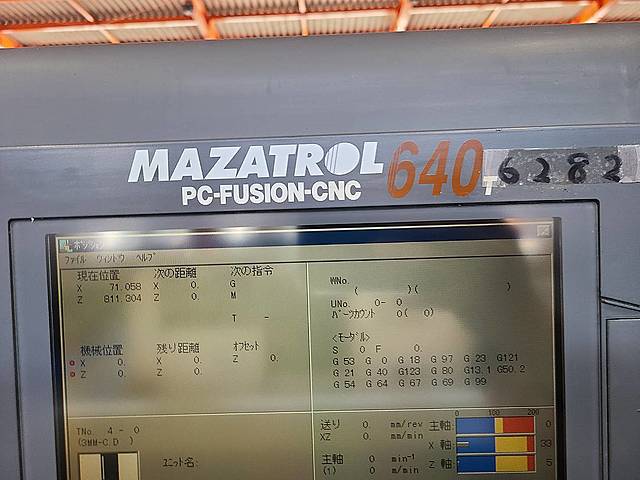 MAZATROL 640T 6282
PC-FUSION-CNC
ポジション
ファイル ウィンドウ ヘルプ
現在位置 次の距離 次の指令
X 71.058 X 0. G
Z 811.304 Z 0. M
T -
機械位置 残り距離 オフセット
X 0. X 0. Z 0.
Z 0. Z 0.
WNo.
( )( )
UNo. 0- 0
パーツカウント 0( 0)
<モーダル>
S 0 F 0.
G 53 G 0 G 18 G 97 G 23 G121
G 21 G 40 G123 G 80 G13.1 G50.2
G 54 G 64 G 67 G 69 G 99
TNo. 4 - 0
(3MM-C.D )
ユニット名:
送り 0. mm/rev
XZ 0. mm/min
主軸 0 min⁻¹
(1) 0 m/min
0 100 200
主軸: 0
X 軸 33
Z 軸 5